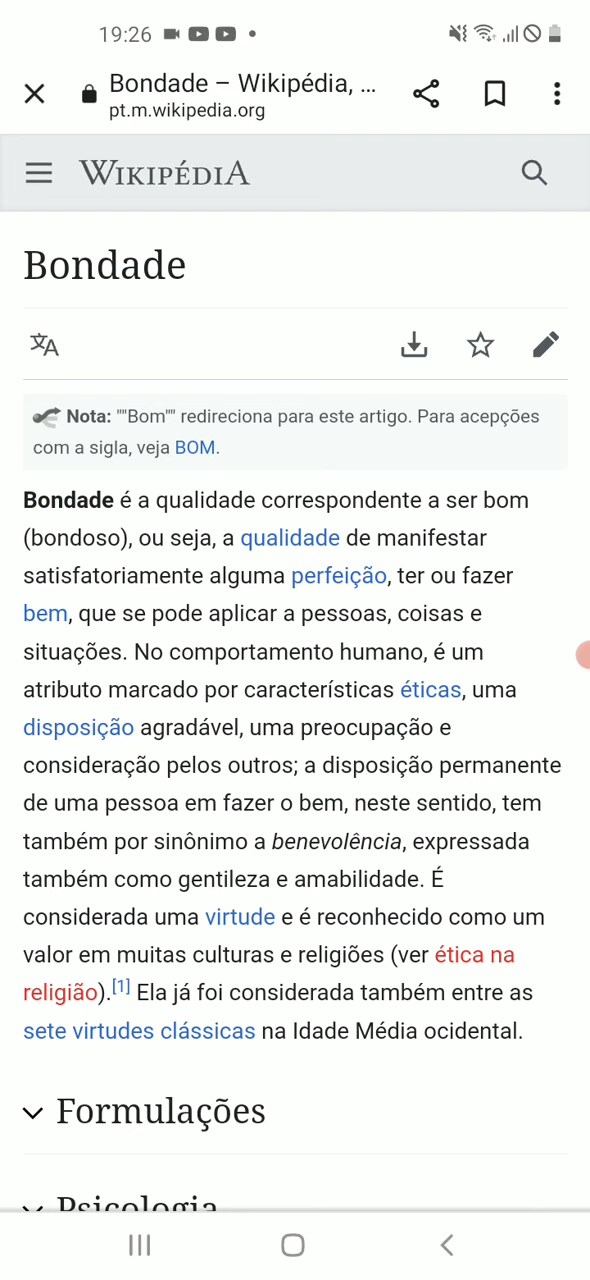 19:26
Bondade – Wikipédia, ...
pt.m.wikipedia.org
WIKIPÉDIA
Bondade
Nota: ""Bom"" redireciona para este artigo. Para acepções
com a sigla, veja BOM.
Bondade é a qualidade correspondente a ser bom
(bondoso), ou seja, a qualidade de manifestar
satisfatoriamente alguma perfeição, ter ou fazer
bem, que se pode aplicar a pessoas, coisas e
situações. No comportamento humano, é um
atributo marcado por características éticas, uma
disposição agradável, uma preocupação e
consideração pelos outros; a disposição permanente
de uma pessoa em fazer o bem, neste sentido, tem
também por sinônimo a benevolência, expressada
também como gentileza e amabilidade. É
considerada uma virtude e é reconhecido como um
valor em muitas culturas e religiões (ver ética na
religião).[1] Ela já foi considerada também entre as
sete virtudes clássicas na Idade Média ocidental.
Formulações
Psicologia